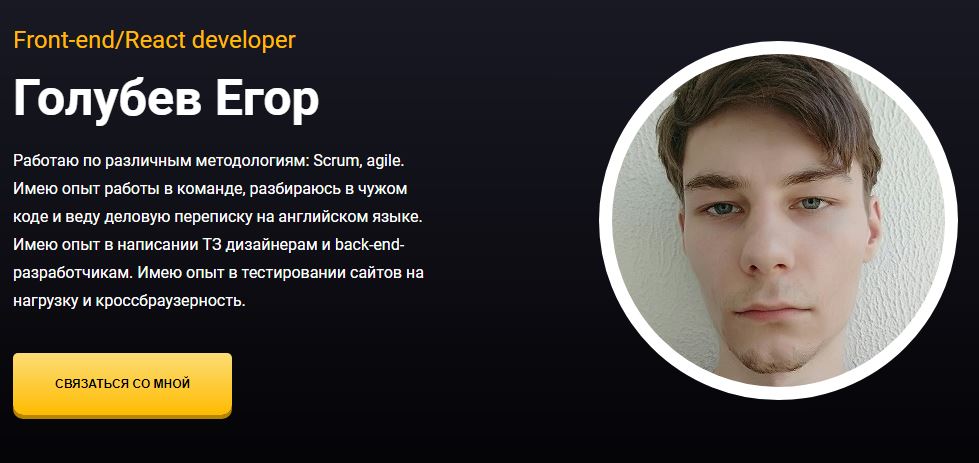 Front-end/React developer
Голубев Егор
Работаю по различным методологиям: Scrum, agile.
Имею опыт работы в команде, разбираюсь в чужом
коде и веду деловую переписку на английском языке.
Имею опыт в написании ТЗ дизайнерам и back-end-
разработчикам. Имею опыт в тестировании сайтов на
нагрузку и кроссбраузерность.
СВЯЗАТЬСЯ СО МНОЙ